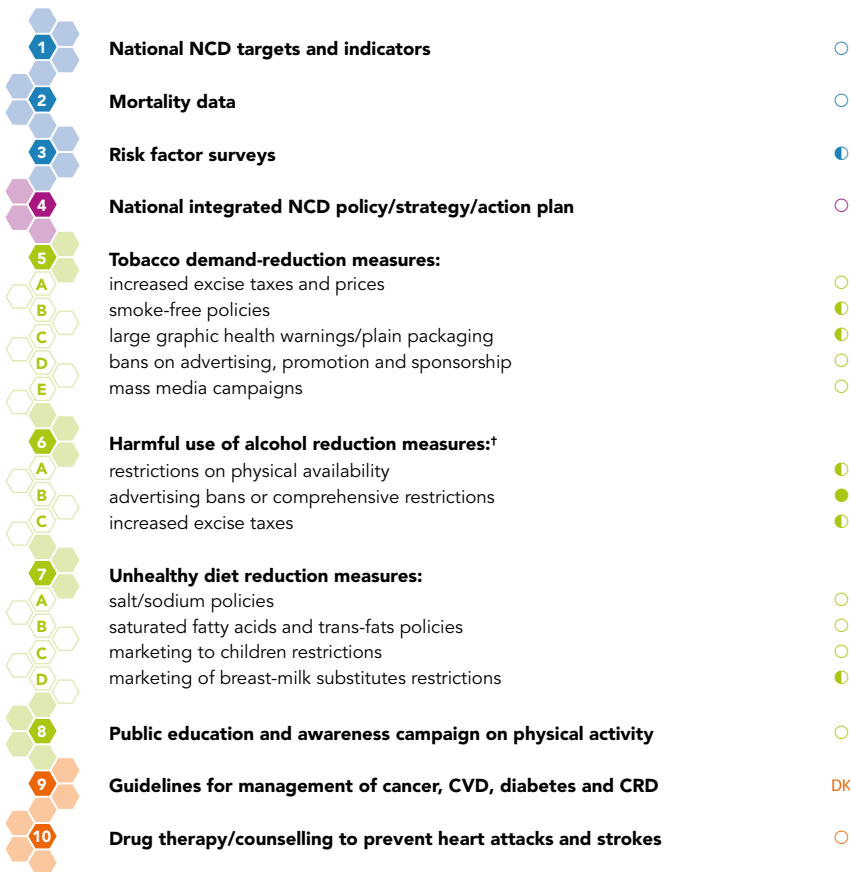 1 National NCD targets and indicators ○
2 Mortality data ○
3 Risk factor surveys ◐
4 National integrated NCD policy/strategy/action plan ○
5 Tobacco demand-reduction measures:
A increased excise taxes and prices ○
B smoke-free policies ◐
C large graphic health warnings/plain packaging ◐
D bans on advertising, promotion and sponsorship ○
E mass media campaigns ○
6 Harmful use of alcohol reduction measures:†
A restrictions on physical availability ◐
B advertising bans or comprehensive restrictions ●
C increased excise taxes ◐
7 Unhealthy diet reduction measures:
A salt/sodium policies ○
B saturated fatty acids and trans-fats policies ○
C marketing to children restrictions ○
D marketing of breast-milk substitutes restrictions ◐
8 Public education and awareness campaign on physical activity ○
9 Guidelines for management of cancer, CVD, diabetes and CRD DK
10 Drug therapy/counselling to prevent heart attacks and strokes ○